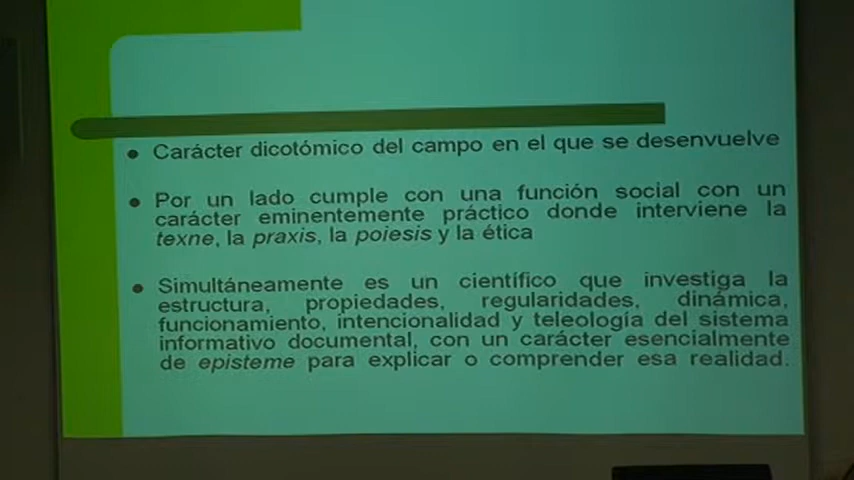 Carácter dicotómico del campo en el que se desenvuelve
Por un lado cumple con una función social con un
carácter eminentemente práctico donde interviene la
texne, la praxis, la poiesis y la ética
Simultáneamente es un científico que investiga la
estructura, propiedades, regularidades, dinámica,
funcionamiento, intencionalidad y teleología del sistema
informativo documental, con un carácter esencialmente
de episteme para explicar o comprender esa realidad.